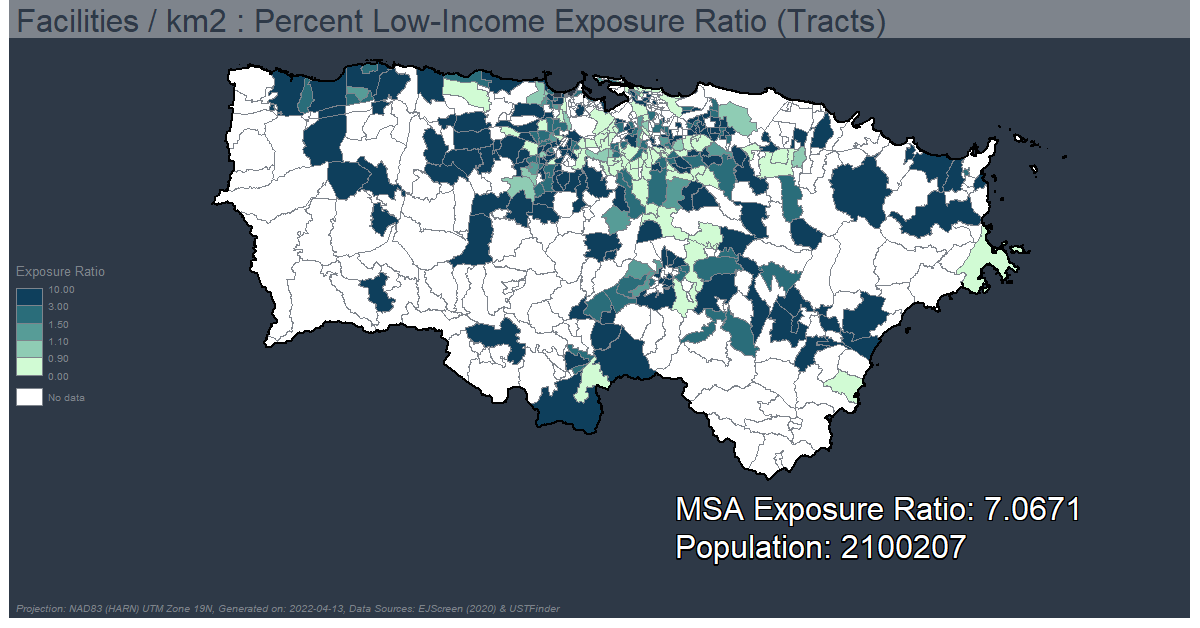 Facilities / km2 : Percent Low-Income Exposure Ratio (Tracts)
Exposure Ratio
10.00
3.00
1.50
1.10
0.90
0.00
No data
MSA Exposure Ratio: 7.0671
Population: 2100207
Projection: NAD83 (HARN) UTM Zone 19N, Generated on: 2022-04-13, Data Sources: EJScreen (2020) & USTFinder